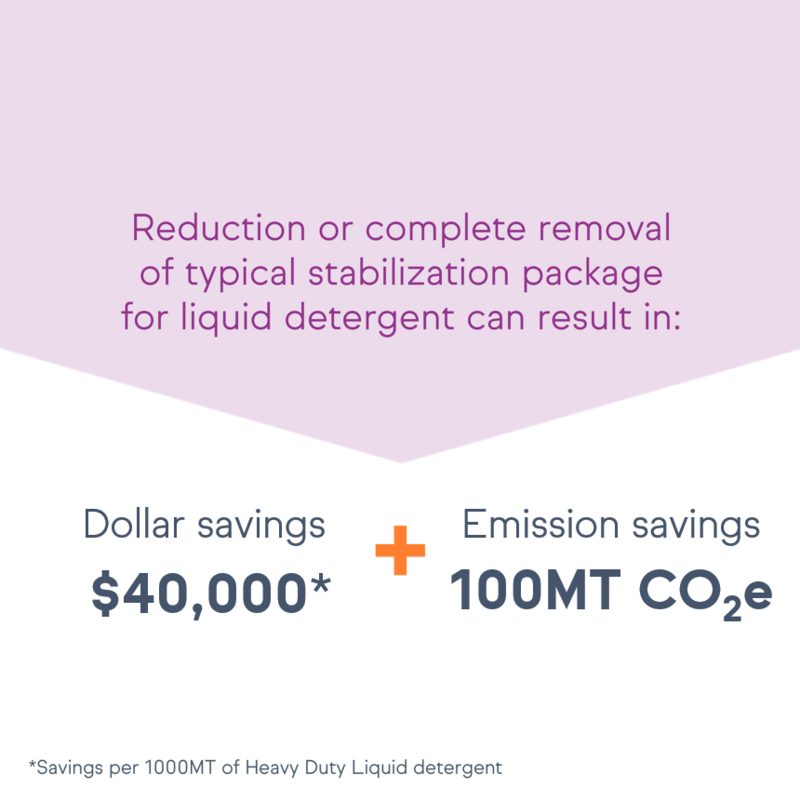 Reduction or complete removal
of typical stabilization package
for liquid detergent can result in:
Dollar savings
$40,000*
+
Emission savings
100MT CO₂e
*Savings per 1000MT of Heavy Duty Liquid detergent